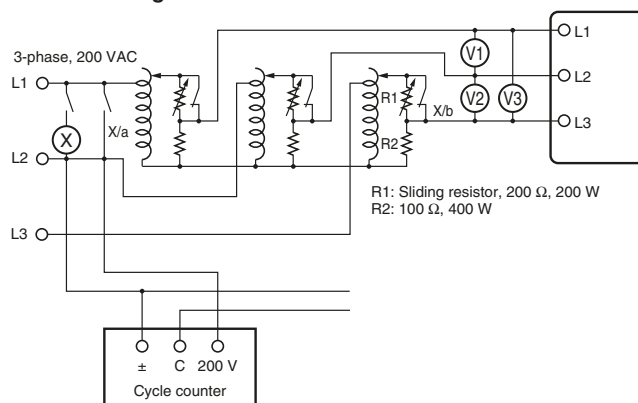 3-phase, 200 VAC
L1
X/a
X
L2
L3
R1
X/b
R2
V1
V2
V3
L1
L2
L3
R1: Sliding resistor, 200 Ω, 200 W
R2: 100 Ω, 400 W
± C 200 V
Cycle counter